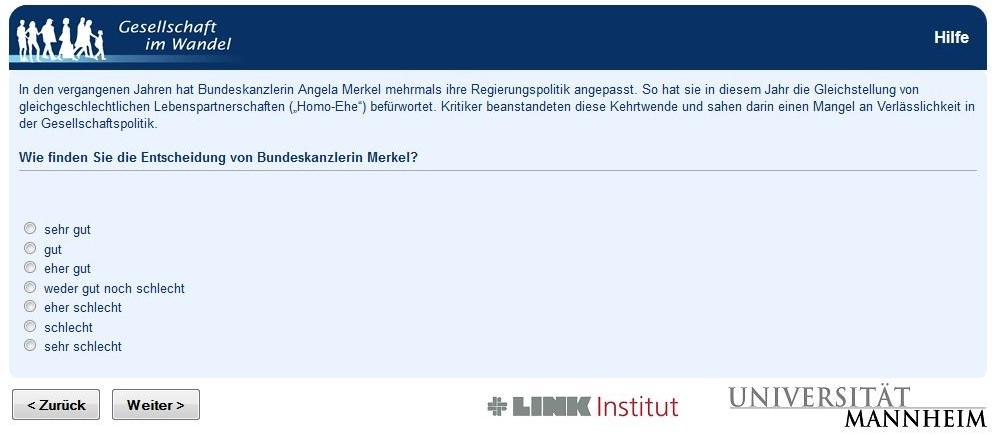 Gesellschaft
im Wandel
Hilfe
In den vergangenen Jahren hat Bundeskanzlerin Angela Merkel mehrmals ihre Regierungspolitik angepasst. So hat sie in diesem Jahr die Gleichstellung von
gleichgeschlechtlichen Lebenspartnerschaften („Homo-Ehe“) befürwortet. Kritiker beanstandeten diese Kehrtwende und sahen darin einen Mangel an Verlässlichkeit in
der Gesellschaftspolitik.
Wie finden Sie die Entscheidung von Bundeskanzlerin Merkel?
sehr gut
gut
eher gut
weder gut noch schlecht
eher schlecht
schlecht
sehr schlecht
< Zurück
Weiter >
LINK Institut
UNIVERSITÄT
MANNHEIM